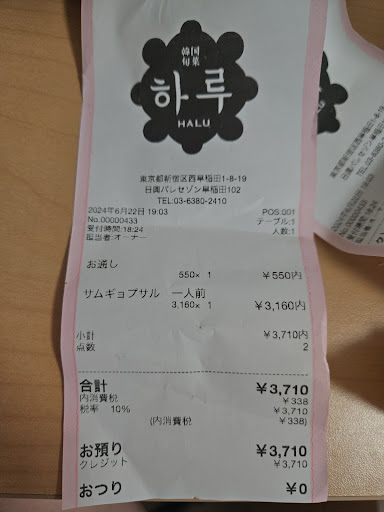 韓国
旬菜
하루
HALU
東京都新宿区西早稲田1-8-19
日興パレセゾン早稲田102
TEL:03-6380-2410
2024年6月22日 19:03 POS:001
No.00000433 テーブル:1
受付時間:18:24 人数:1
担当者:オーナー
お通し
550× 1 ¥550内
サムギョプサル 一人前
3,160× 1 ¥3,160内
小計 ¥3,710内
点数 2
合計 ¥3,710
内消費税 ¥338
税率 10% ¥3,710
(内消費税 ¥338)
お預り ¥3,710
クレジット ¥3,710
おつり ¥0